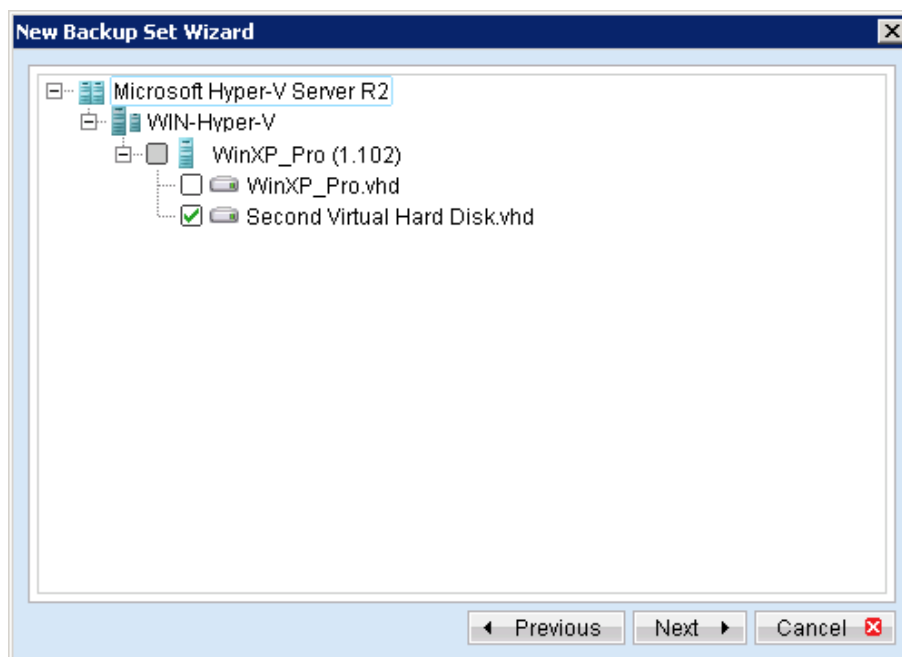 New Backup Set Wizard
Microsoft Hyper-V Server R2
WIN-Hyper-V
WinXP_Pro (1.102)
WinXP_Pro.vhd
Second Virtual Hard Disk.vhd
Previous Next Cancel